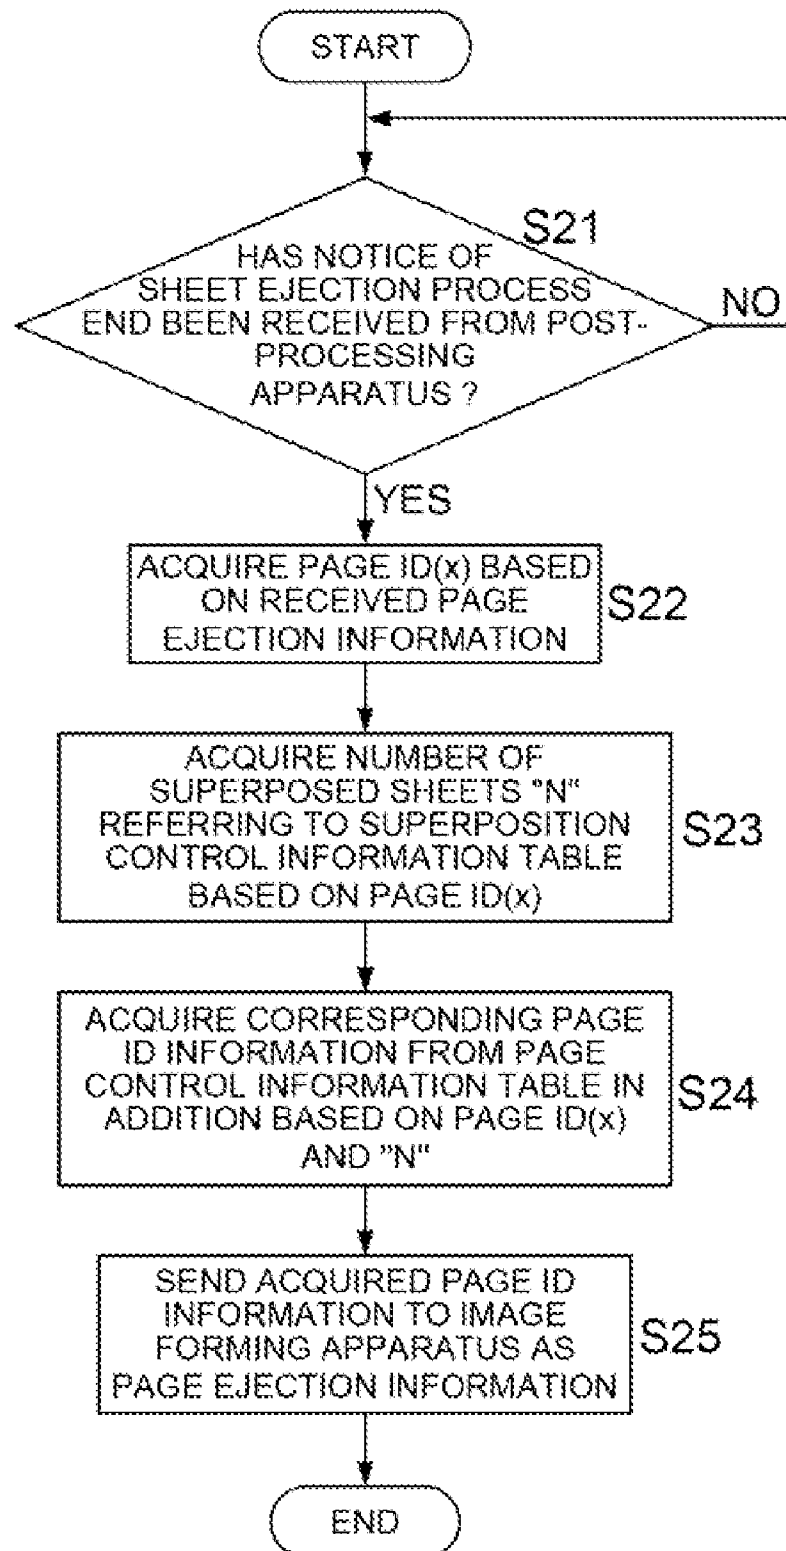 START
S21
HAS NOTICE OF
SHEET EJECTION PROCESS
END BEEN RECEIVED FROM POST-
PROCESSING
APPARATUS ?
NO
YES
ACQUIRE PAGE ID(x) BASED
ON RECEIVED PAGE
EJECTION INFORMATION
S22
ACQUIRE NUMBER OF
SUPERPOSED SHEETS "N"
REFERRING TO SUPERPOSITION
CONTROL INFORMATION TABLE
BASED ON PAGE ID(x)
S23
ACQUIRE CORRESPONDING PAGE
ID INFORMATION FROM PAGE
CONTROL INFORMATION TABLE IN
ADDITION BASED ON PAGE ID(x)
AND "N"
S24
SEND ACQUIRED PAGE ID
INFORMATION TO IMAGE
FORMING APPARATUS AS
PAGE EJECTION INFORMATION
S25
END